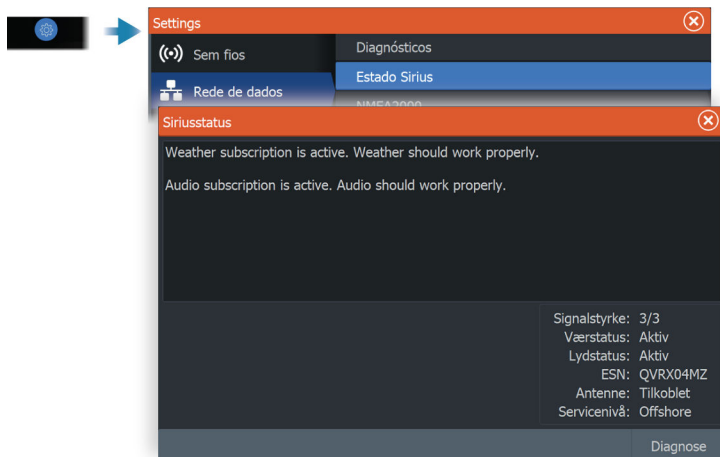 Settings
Sem fios
Diagnósticos
Rede de dados
Estado Sirius
NMEA2000
Siriusstatus
Weather subscription is active. Weather should work properly.
Audio subscription is active. Audio should work properly.
Signalstyrke: 3/3
Værstatus: Aktiv
Lydstatus: Aktiv
ESN: QVRX04MZ
Antenne: Tilkoblet
Servicenivå: Offshore
Diagnose